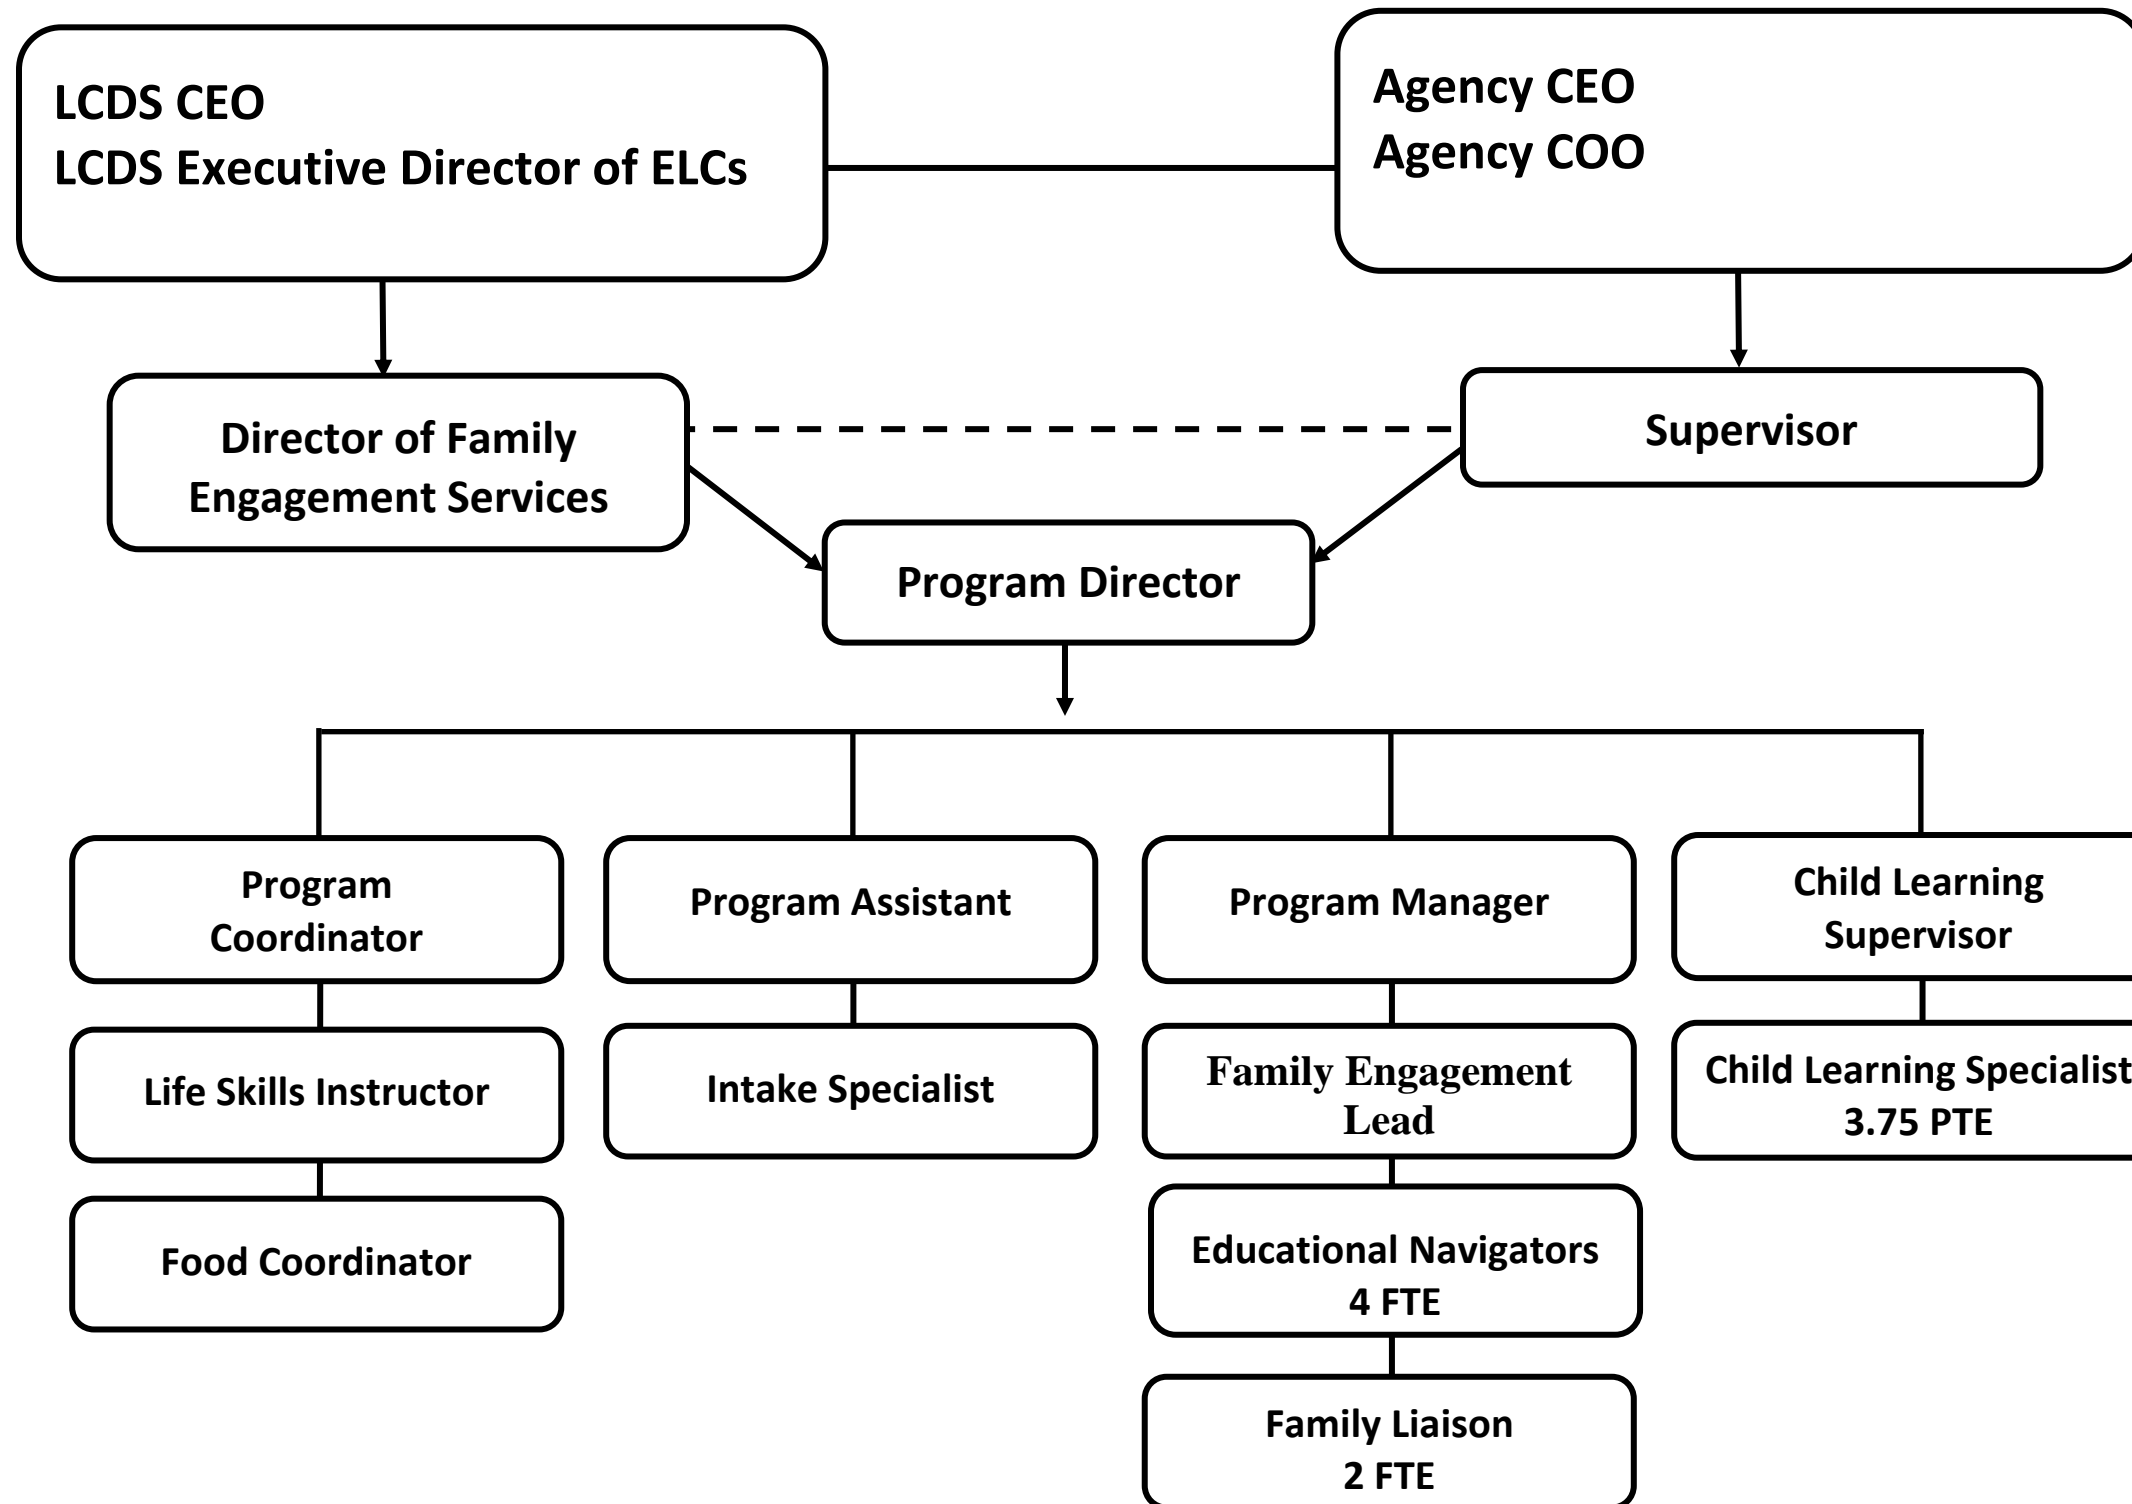 LCDS CEO
LCDS Executive Director of ELCs
Agency CEO
Agency COO
Director of Family
Engagement Services
Supervisor
Program Director
Program
Coordinator
Program Assistant
Program Manager
Child Learning
Supervisor
Life Skills Instructor
Intake Specialist
Family Engagement
Lead
Child Learning Specialist
3.75 PTE
Food Coordinator
Educational Navigators
4 FTE
Family Liaison
2 FTE